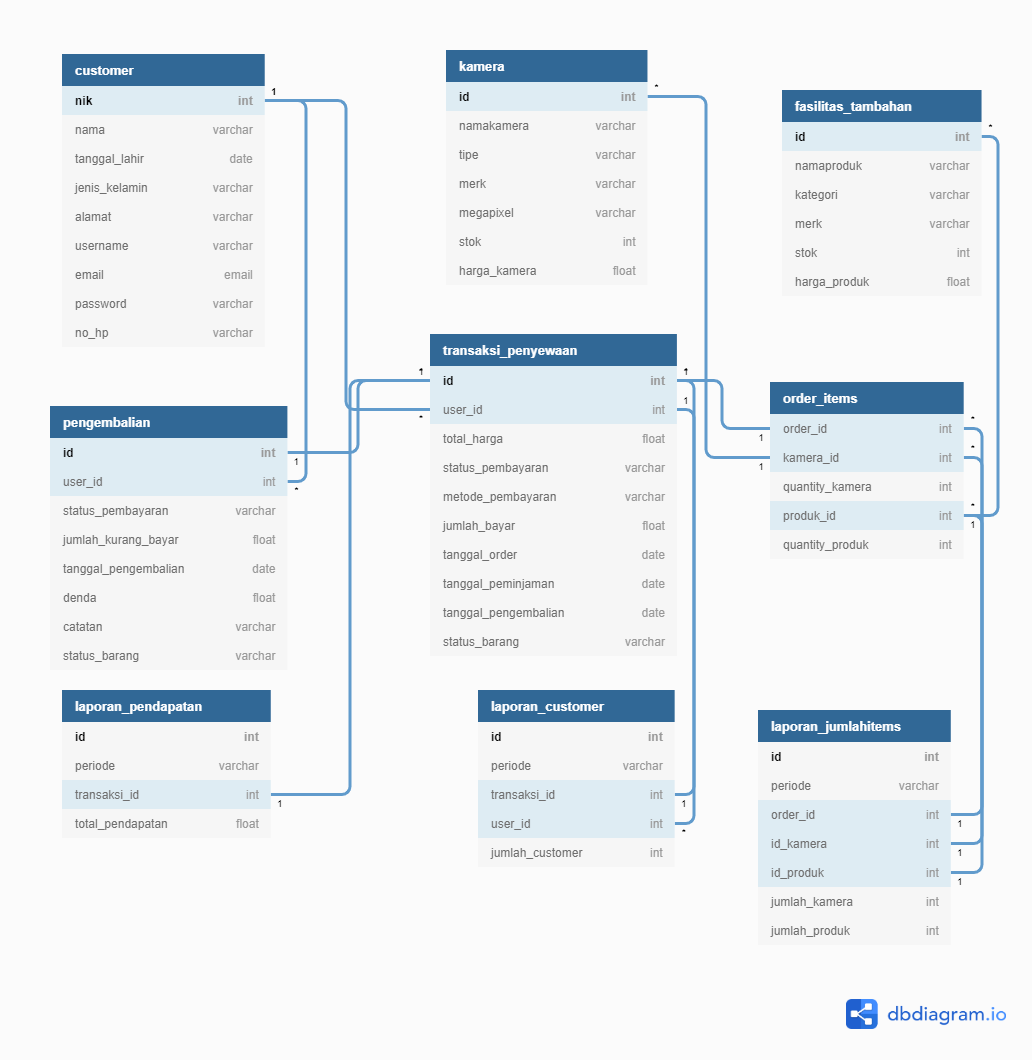 customer
nik int
nama varchar
tanggal_lahir date
jenis_kelamin varchar
alamat varchar
username varchar
email email
password varchar
no_hp varchar
1
kamera
id int
namakamera varchar
tipe varchar
merk varchar
megapixel varchar
stok int
harga_kamera float
*
fasilitas_tambahan
id int
namaproduk varchar
kategori varchar
merk varchar
stok int
harga_produk float
*
pengembalian
id int
user_id int
status_pembayaran varchar
jumlah_kurang_bayar float
tanggal_pengembalian date
denda float
catatan varchar
status_barang varchar
1
*
transaksi_penyewaan
id int
user_id int
total_harga float
status_pembayaran varchar
metode_pembayaran varchar
jumlah_bayar float
tanggal_order date
tanggal_peminjaman date
tanggal_pengembalian date
status_barang varchar
1
*
1
1
order_items
order_id int
kamera_id int
quantity_kamera int
produk_id int
quantity_produk int
1
1
*
*
*
1
laporan_pendapatan
id int
periode varchar
transaksi_id int
total_pendapatan float
1
laporan_customer
id int
periode varchar
transaksi_id int
user_id int
jumlah_customer int
1
*
laporan_jumlahitems
id int
periode varchar
order_id int
id_kamera int
id_produk int
jumlah_kamera int
jumlah_produk int
1
1
1
dbdiagram.io